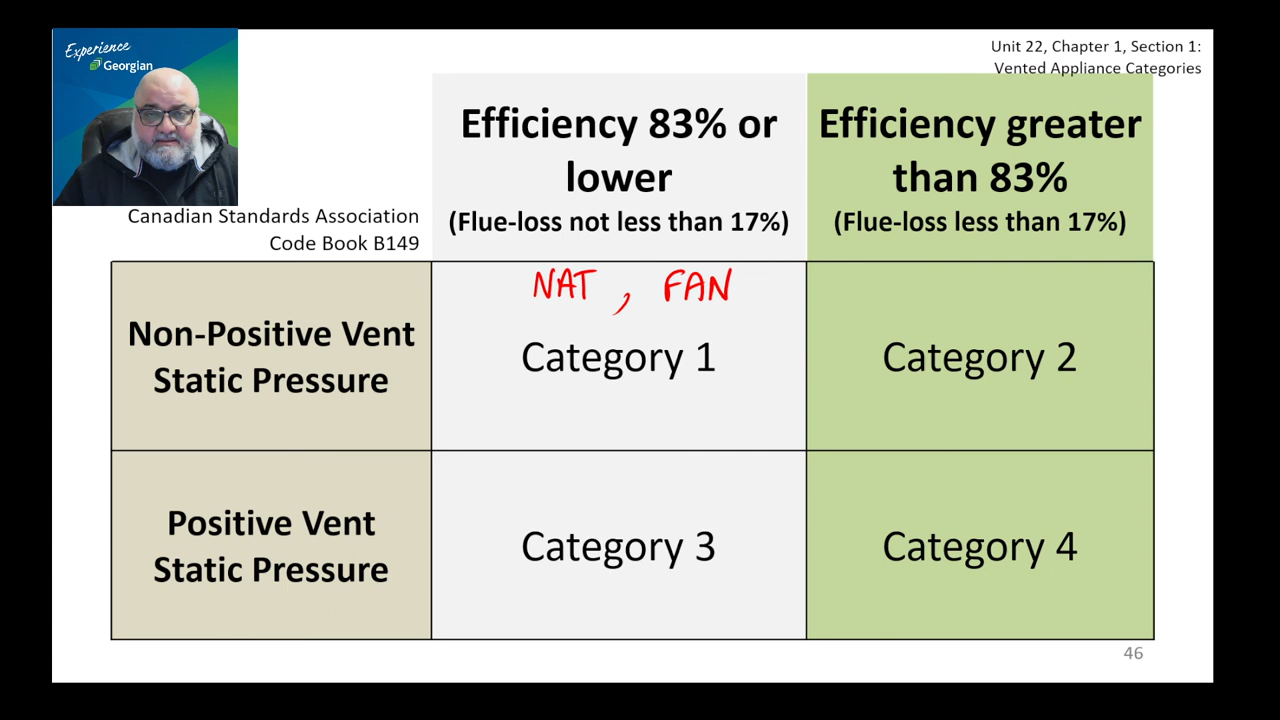 Experience
Georgian
Unit 22, Chapter 1, Section 1:
Vented Appliance Categories
Canadian Standards Association
Code Book B149
Efficiency 83% or
lower
(Flue-loss not less than 17%)
Efficiency greater
than 83%
(Flue-loss less than 17%)
Non-Positive Vent
Static Pressure
NAT , FAN
Category 1
Category 2
Positive Vent
Static Pressure
Category 3
Category 4
46